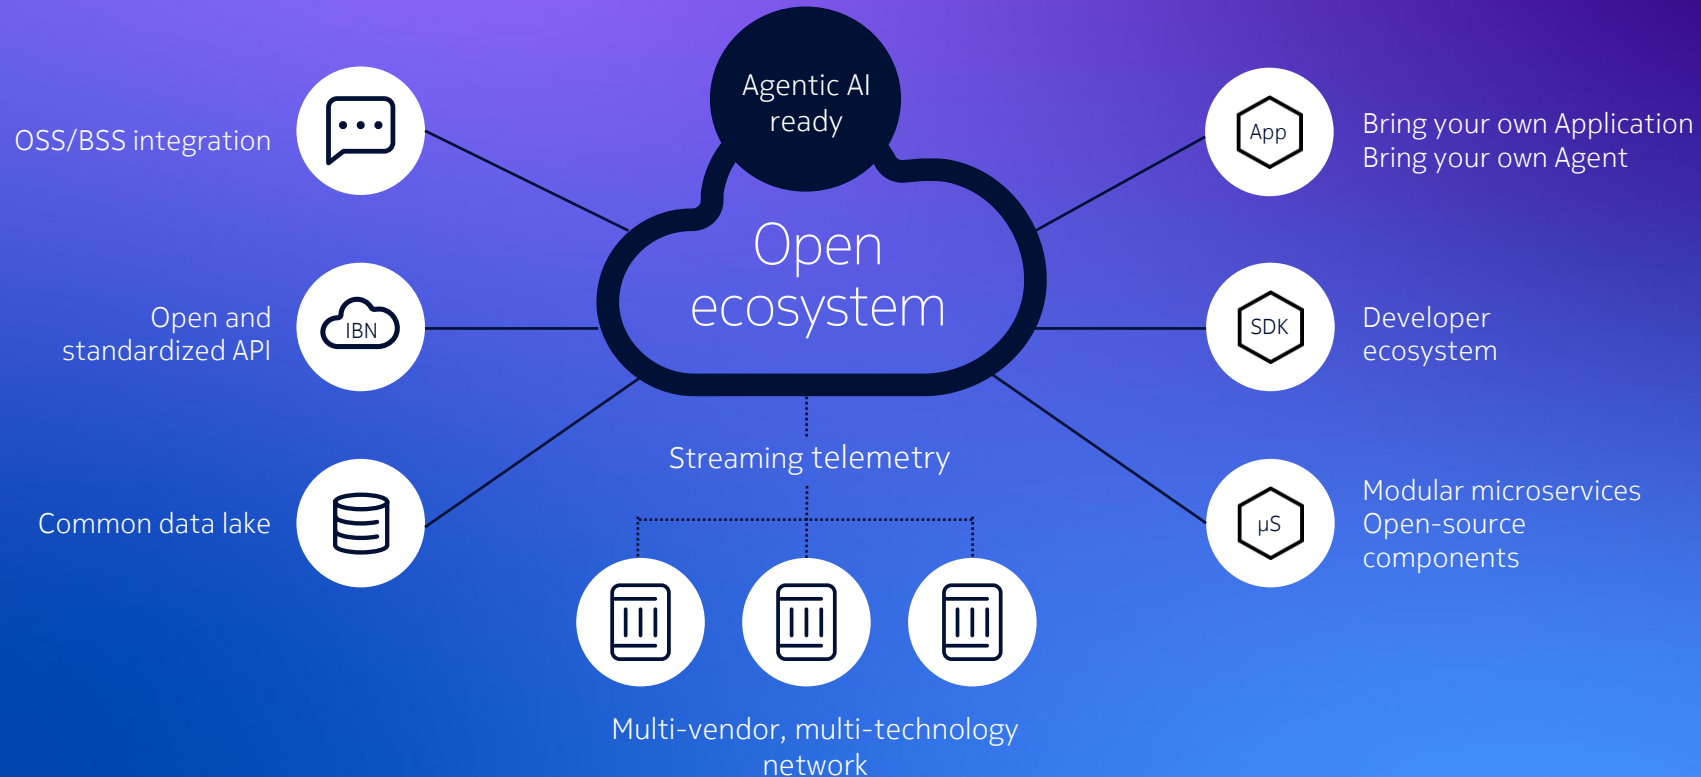 Agentic AI
ready
Open
ecosystem
OSS/BSS integration
IBN
Open and
standardized API
Common data lake
App
Bring your own Application
Bring your own Agent
SDK
Developer
ecosystem
µS
Modular microservices
Open-source
components
Streaming telemetry
Multi-vendor, multi-technology
network